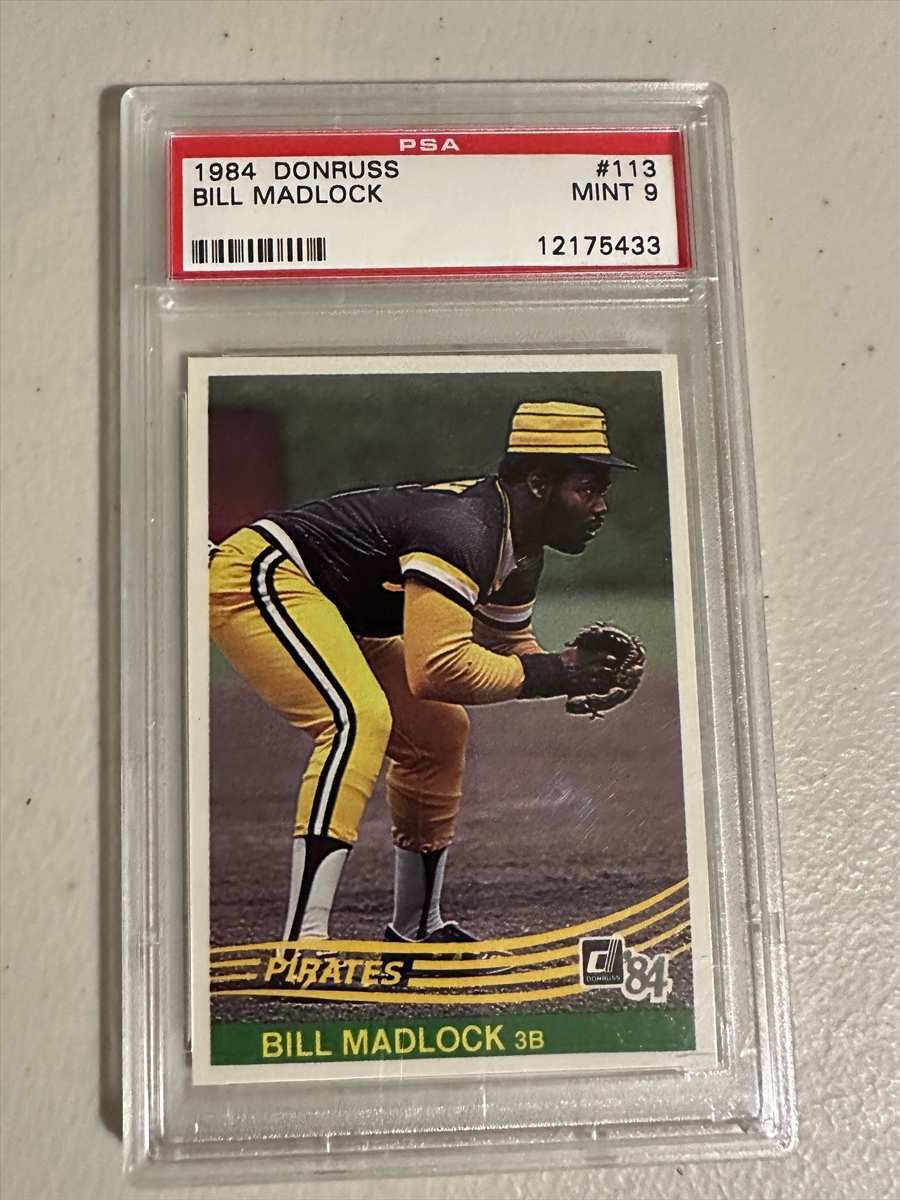 PSA
1984 DONRUSS #113
BILL MADLOCK MINT 9
12175433
PIRATES
DONRUSS '84
BILL MADLOCK 3B